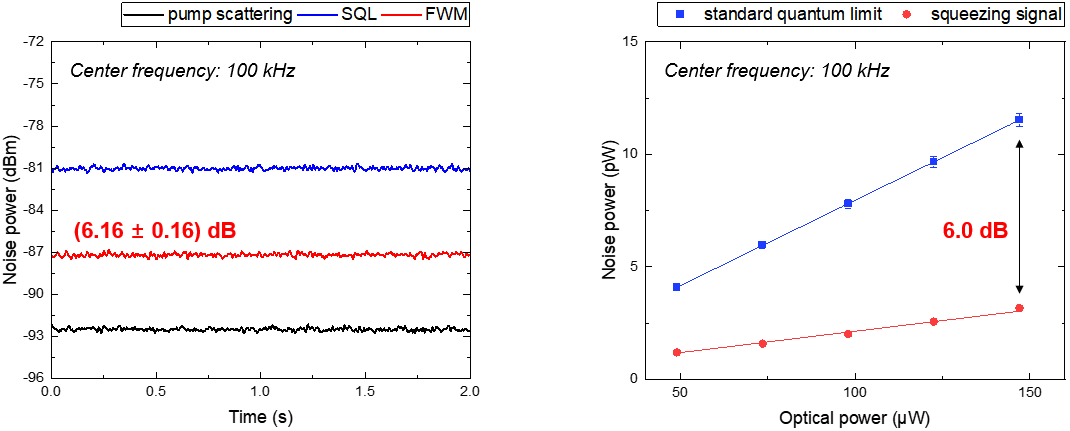 pump scattering SQL FWM
-72
-75
-78
-81
-84
-87
-90
-93
-96
Noise power (dBm)
Center frequency: 100 kHz
(6.16 ± 0.16) dB
0.0 0.5 1.0 1.5 2.0
Time (s)
standard quantum limit squeezing signal
15
10
5
0
Noise power (pW)
Center frequency: 100 kHz
6.0 dB
50 100 150
Optical power (μW)